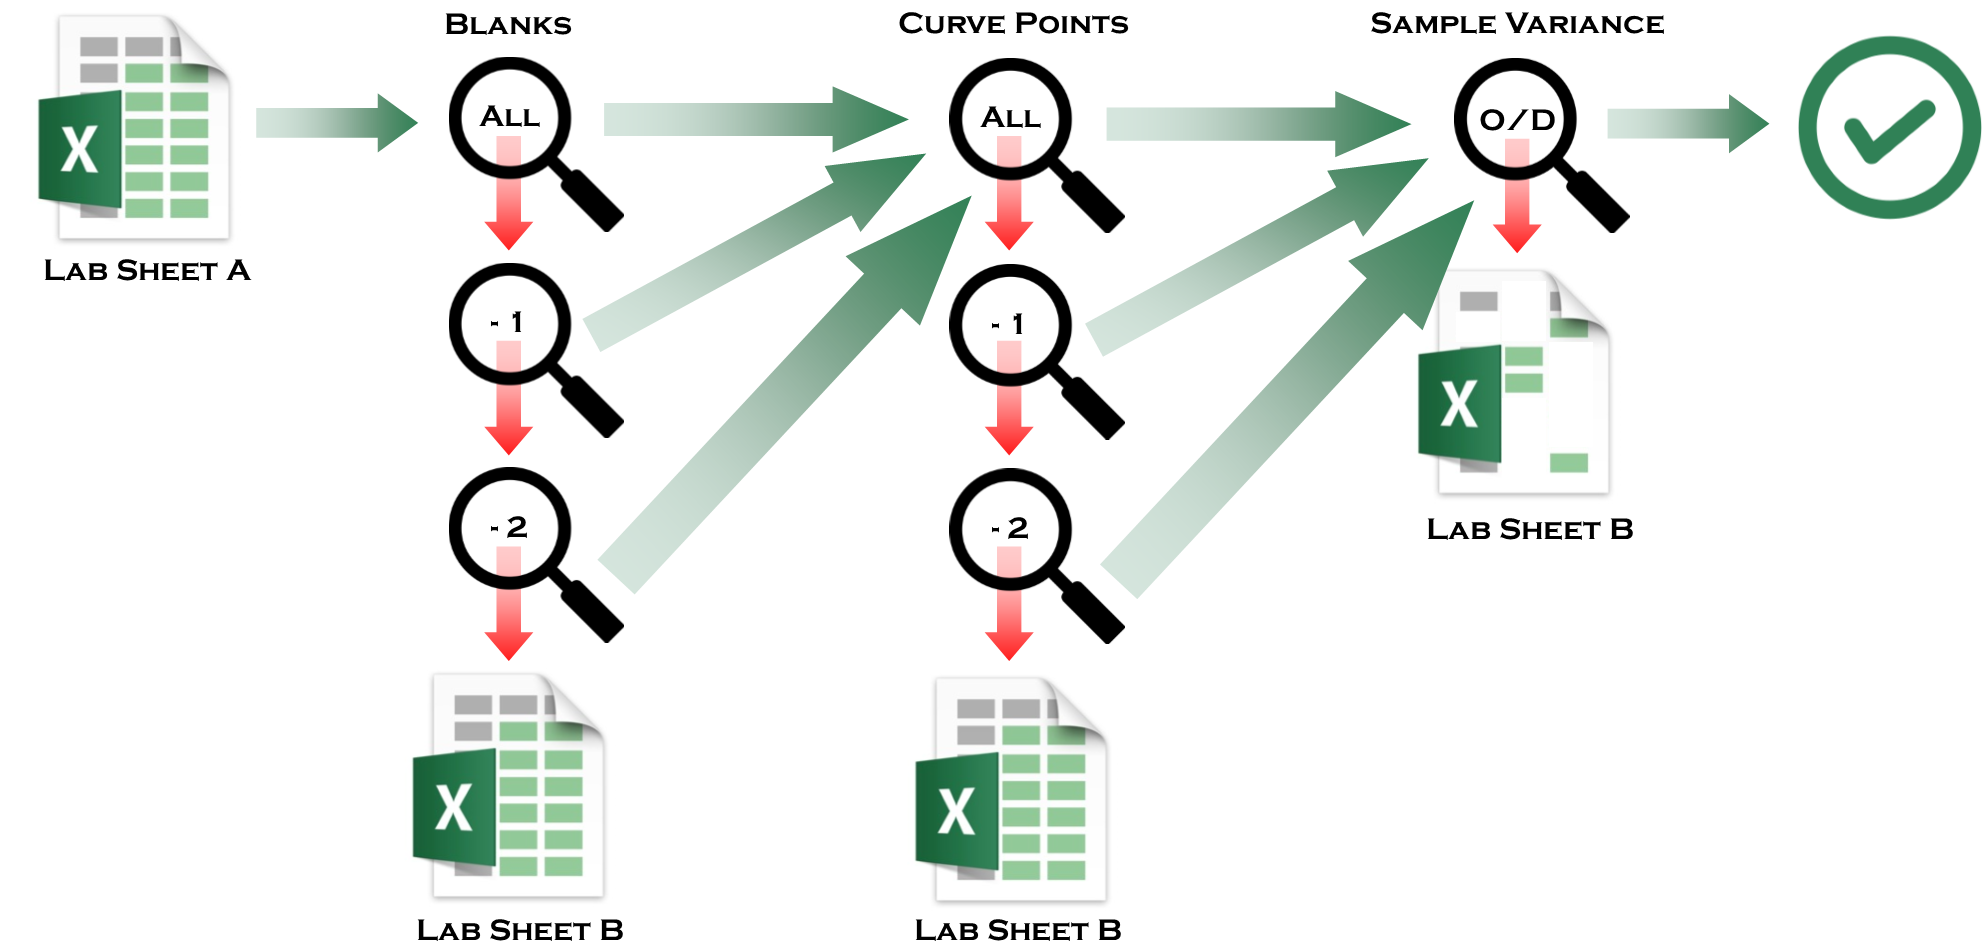 BLANKS
CURVE POINTS
SAMPLE VARIANCE
ALL
ALL
O/D
X
LAB SHEET A
- 1
- 1
X
- 2
- 2
LAB SHEET B
X
X
LAB SHEET B
LAB SHEET B